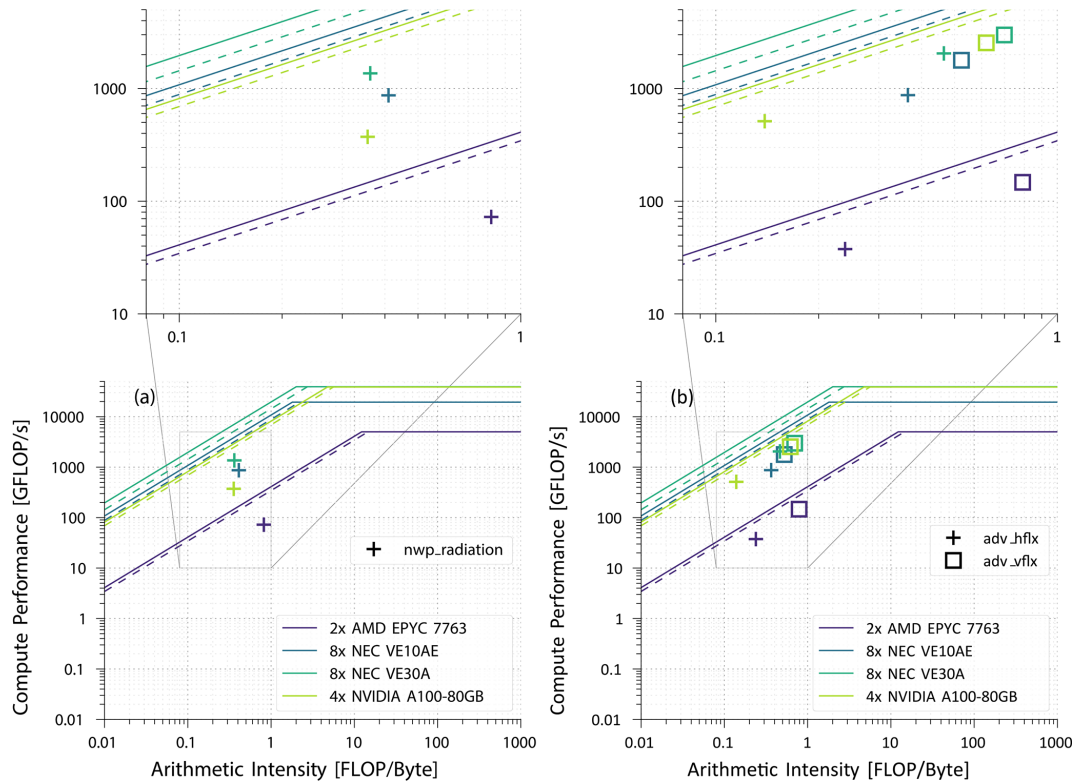 1000
100
10
0.1
1
1000
100
10
0.1
1
(a)
10000
1000
100
10
1
0.1
0.01
0.01
0.1
1
10
100
1000
Compute Performance [GFLOP/s]
Arithmetic Intensity [FLOP/Byte]
nwp_radiation
2x AMD EPYC 7763
8x NEC VE10AE
8x NEC VE30A
4x NVIDIA A100-80GB
(b)
10000
1000
100
10
1
0.1
0.01
0.01
0.1
1
10
100
1000
Compute Performance [GFLOP/s]
Arithmetic Intensity [FLOP/Byte]
adv_hflx
adv_vflx
2x AMD EPYC 7763
8x NEC VE10AE
8x NEC VE30A
4x NVIDIA A100-80GB